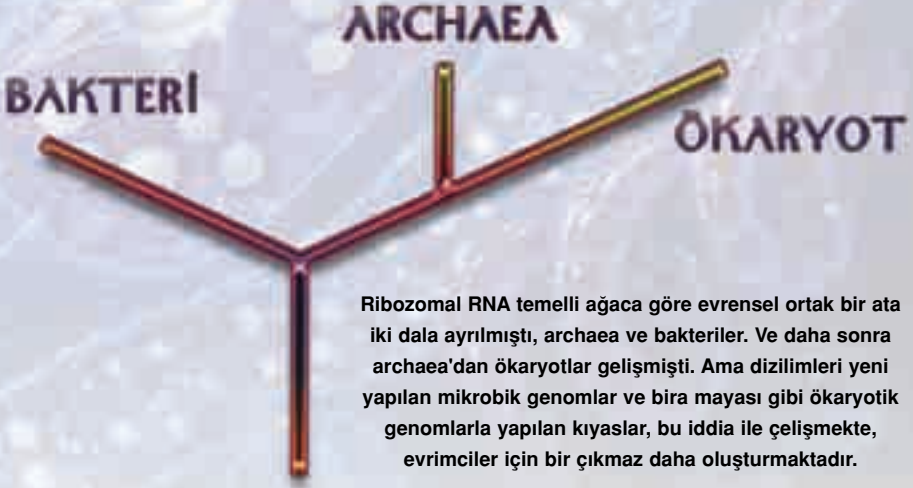 ARCHAEA
BAKTERİ
ÖKARYOT
Ribozomal RNA temelli ağaca göre evrensel ortak bir ata
iki dala ayrılmıştı, archaea ve bakteriler. Ve daha sonra
archaea'dan ökaryotlar gelişmişti. Ama dizilimleri yeni
yapılan mikrobik genomlar ve bira mayası gibi ökaryotik
genomlarla yapılan kıyaslar, bu iddia ile çelişmekte,
evrimciler için bir çıkmaz daha oluşturmaktadır.